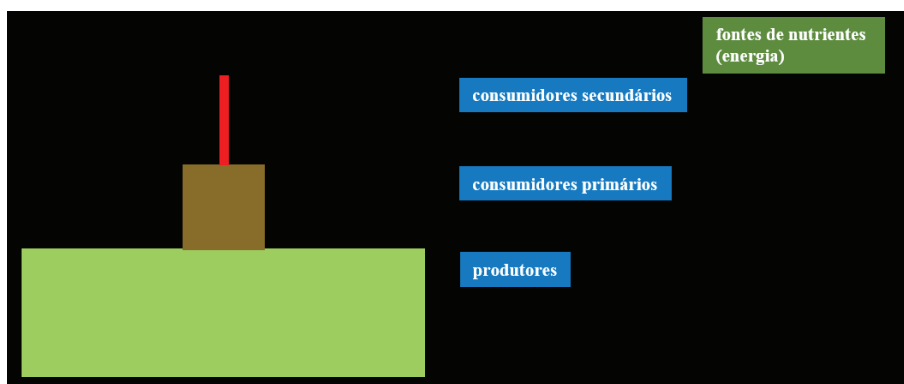 fontes de nutrientes
(energia)
consumidores secundários
consumidores primários
produtores